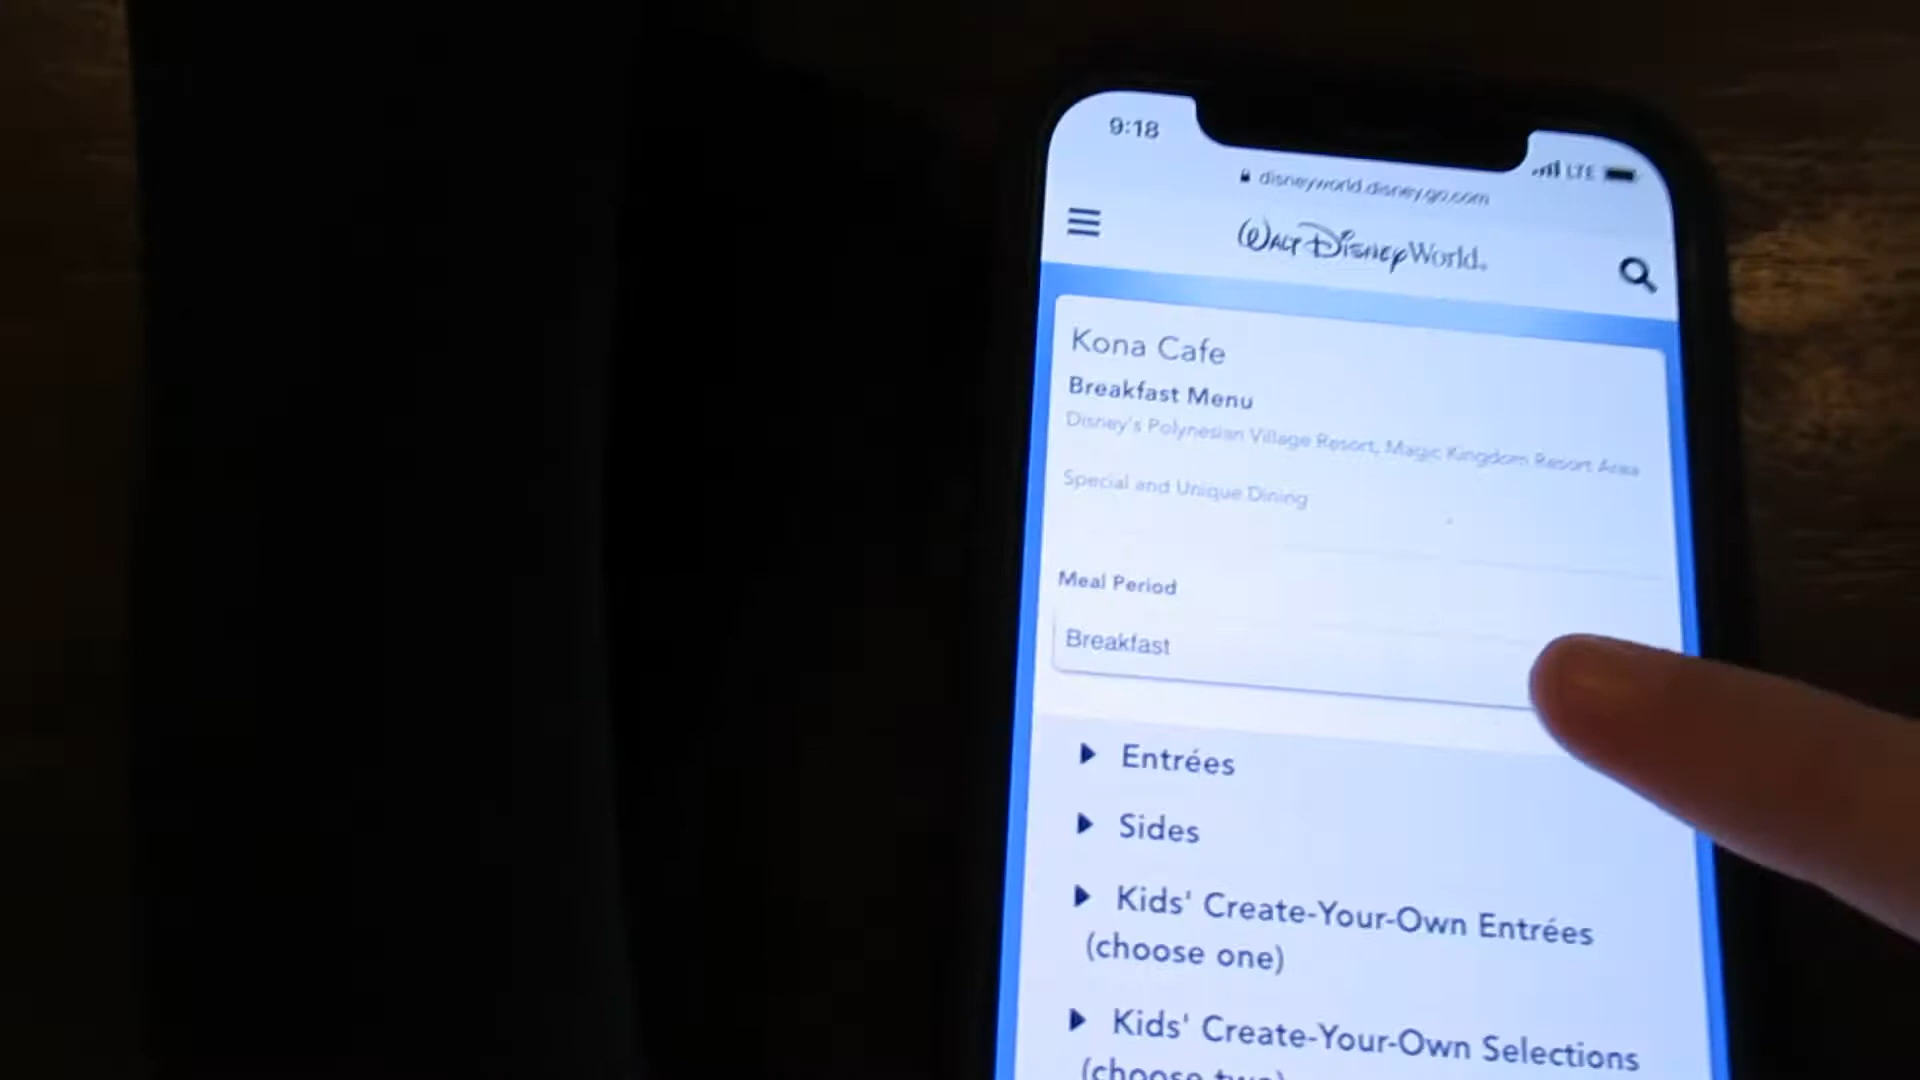 9:18
LTE
disneyworld.disney.go.com
Walt Disney World.
Kona Cafe
Breakfast Menu
Disney's Polynesian Village Resort, Magic Kingdom Resort Area
Special and Unique Dining
Meal Period
Breakfast
Entrées
Sides
Kids' Create-Your-Own Entrées
(choose one)
Kids' Create-Your-Own Selections
(choose two)